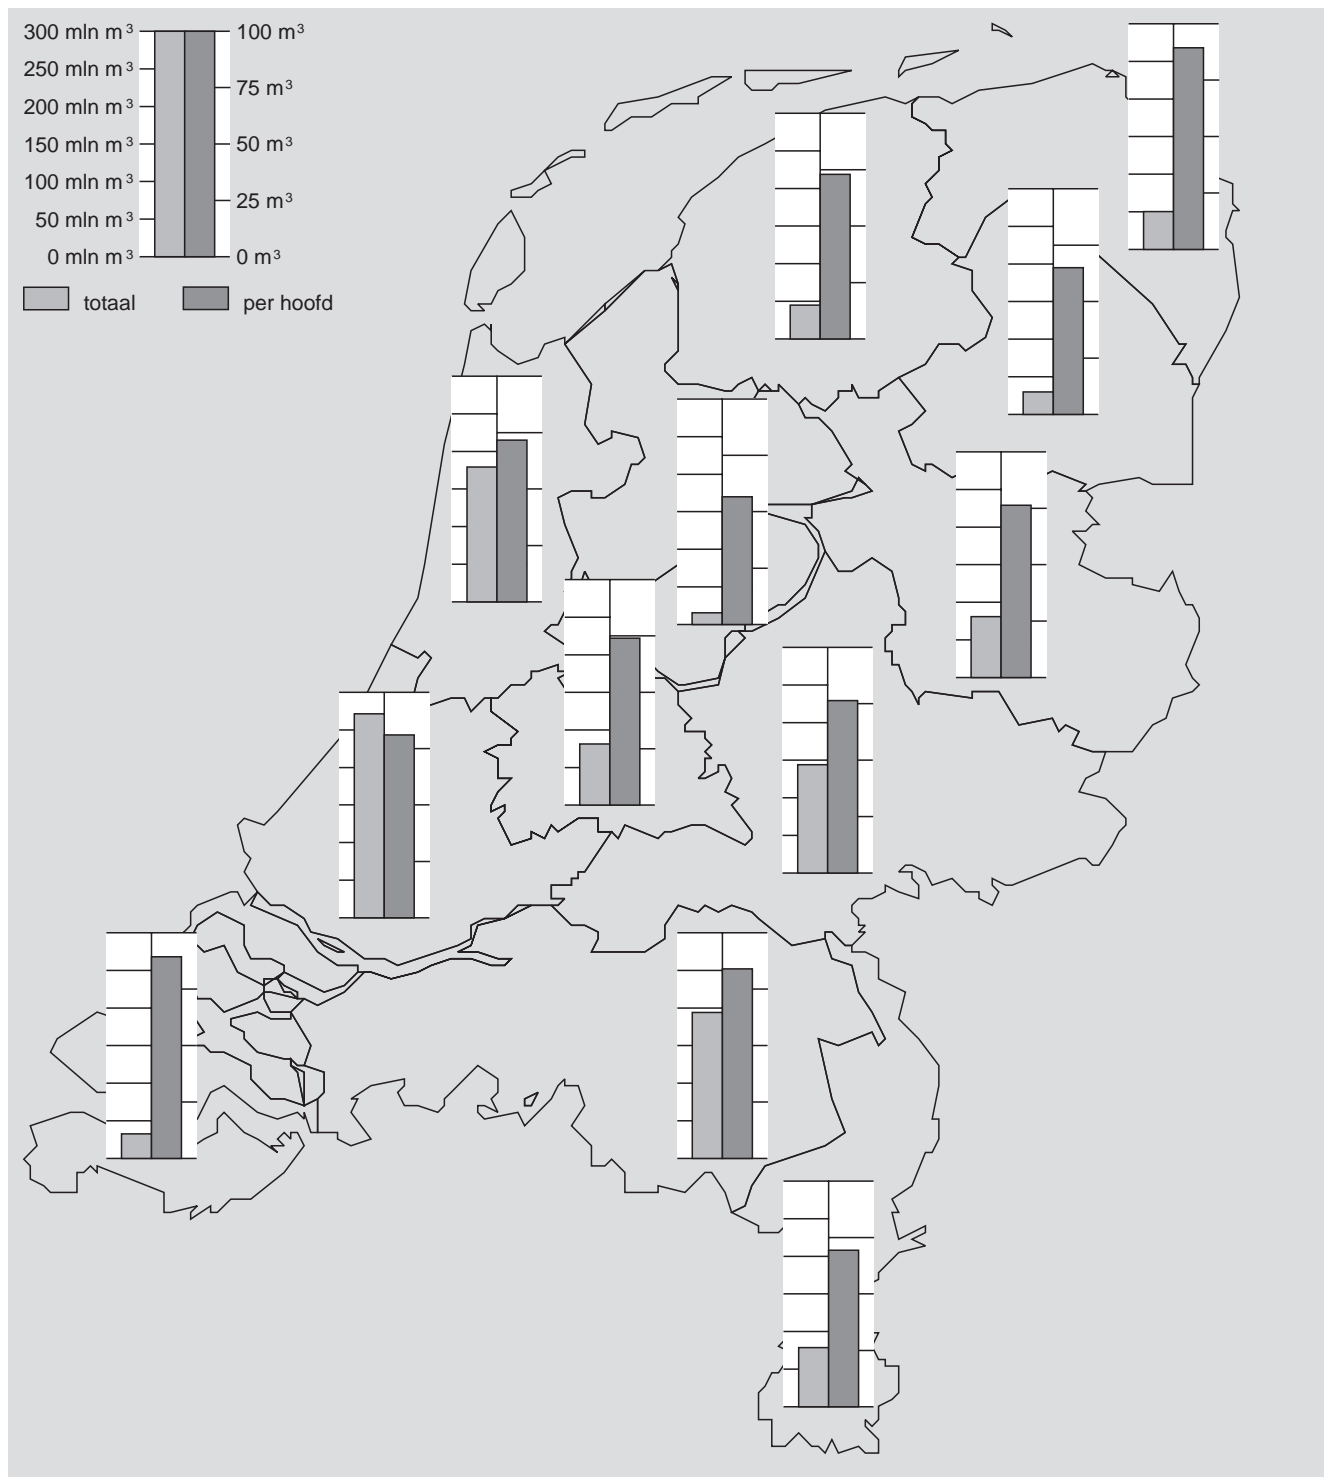 300 mln m³ 100 m³
250 mln m³
75 m³
200 mln m³
150 mln m³ 50 m³
100 mln m³
25 m³
50 mln m³
0 mln m³ 0 m³
totaal per hoofd